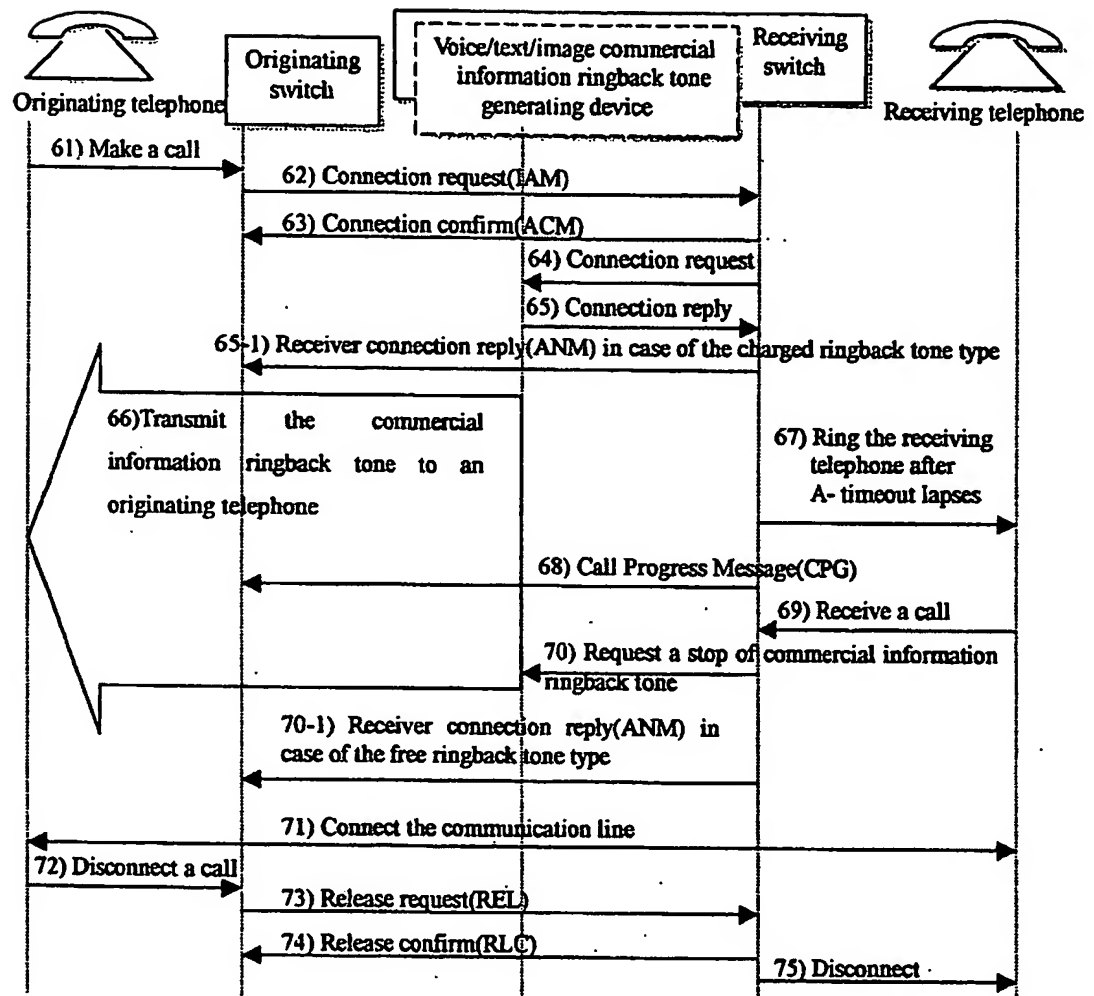 Originating telephone
Originating
switch
Voice/text/image commercial
information ringback tone
generating device
Receiving
switch
Receiving telephone
61) Make a call
62) Connection request(IAM)
63) Connection confirm(ACM)
64) Connection request
65) Connection reply
65-1) Receiver connection reply(ANM) in case of the charged ringback tone type
66)Transmit the commercial
information ringback tone to an
originating telephone
67) Ring the receiving
telephone after
A- timeout lapses
68) Call Progress Message(CPG)
69) Receive a call
70) Request a stop of commercial information
ringback tone
70-1) Receiver connection reply(ANM) in
case of the free ringback tone type
71) Connect the communication line
72) Disconnect a call
73) Release request(REL)
74) Release confirm(RLC)
75) Disconnect